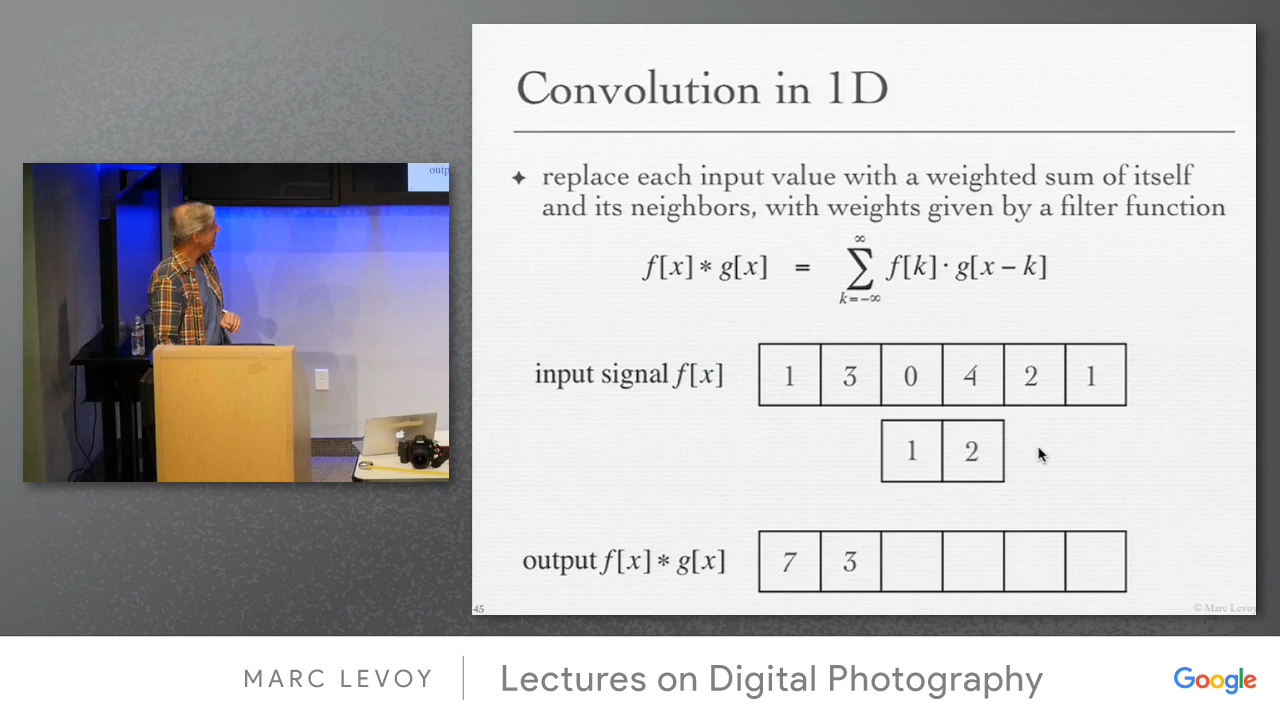 outp
Convolution in 1D
✦ replace each input value with a weighted sum of itself
and its neighbors, with weights given by a filter function
f[x] ∗ g[x] = ∑ f[k] · g[x − k]
∞
k=−∞
input signal f[x] 1 3 0 4 2 1
1 2
output f[x] ∗ g[x] 7 3
45
© Marc Levoy
MARC LEVOY
Lectures on Digital Photography
Google